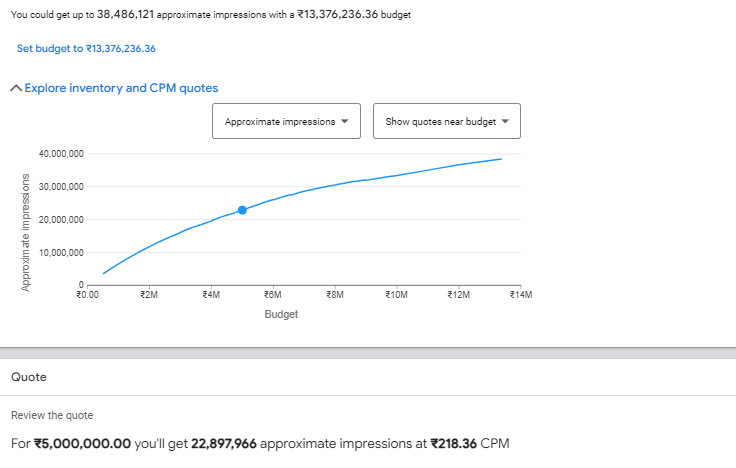 You could get up to 38,486,121 approximate impressions with a ₹13,376,236.36 budget
Set budget to ₹13,376,236.36
Explore inventory and CPM quotes
Approximate impressions
Show quotes near budget
40,000,000
30,000,000
20,000,000
10,000,000
0
Approximate impressions
₹0.00 ₹2M ₹4M ₹6M ₹8M ₹10M ₹12M ₹14M
Budget
Quote
Review the quote
For ₹5,000,000.00 you'll get 22,897,966 approximate impressions at ₹218.36 CPM